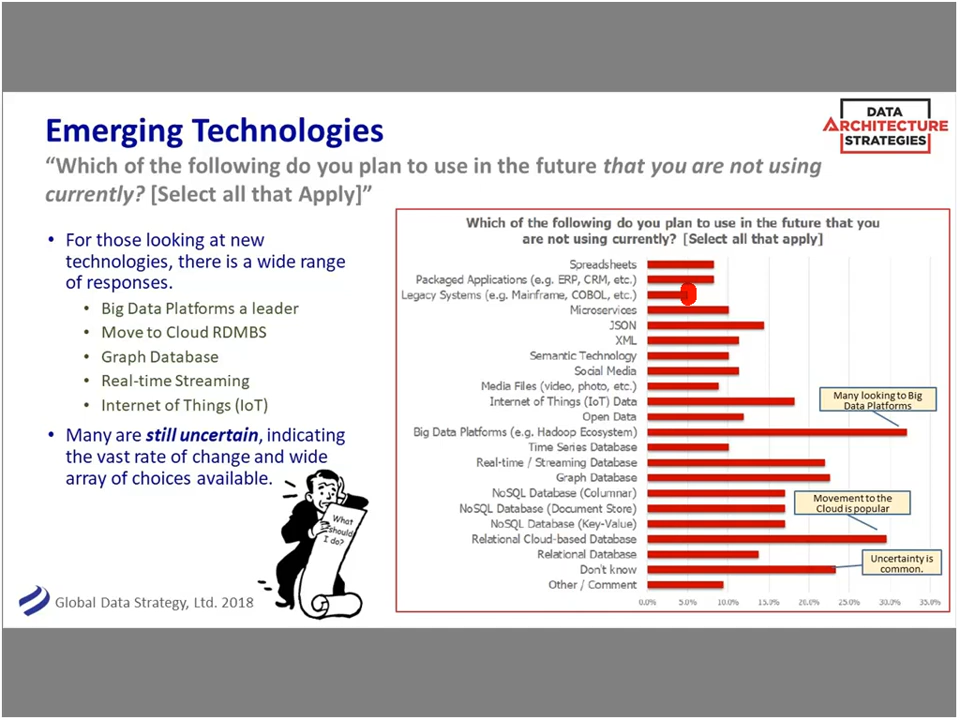 Emerging Technologies
DATA
ARCHITECTURE
STRATEGIES
“Which of the following do you plan to use in the future that you are not using
currently? [Select all that Apply]”
• For those looking at new
technologies, there is a wide range
of responses.
• Big Data Platforms a leader
• Move to Cloud RDMBS
• Graph Database
• Real-time Streaming
• Internet of Things (IoT)
• Many are still uncertain, indicating
the vast rate of change and wide
array of choices available.
What
should
I do?
Global Data Strategy, Ltd. 2018
Which of the following do you plan to use in the future that you
are not using currently? [Select all that apply]
Spreadsheets
Packaged Applications (e.g. ERP, CRM, etc.)
Legacy Systems (e.g. Mainframe, COBOL, etc.)
Microservices
JSON
XML
Semantic Technology
Social Media
Media Files (video, photo, etc.)
Internet of Things (IoT) Data
Open Data
Big Data Platforms (e.g. Hadoop Ecosystem)
Time Series Database
Real-time / Streaming Database
Graph Database
NoSQL Database (Columnar)
NoSQL Database (Document Store)
NoSQL Database (Key-Value)
Relational Cloud-based Database
Relational Database
Don't know
Other / Comment
Many looking to Big
Data Platforms
Movement to the
Cloud is popular
Uncertainty is
common.
0.0% 5.0% 10.0% 15.0% 20.0% 25.0% 30.0% 35.0%